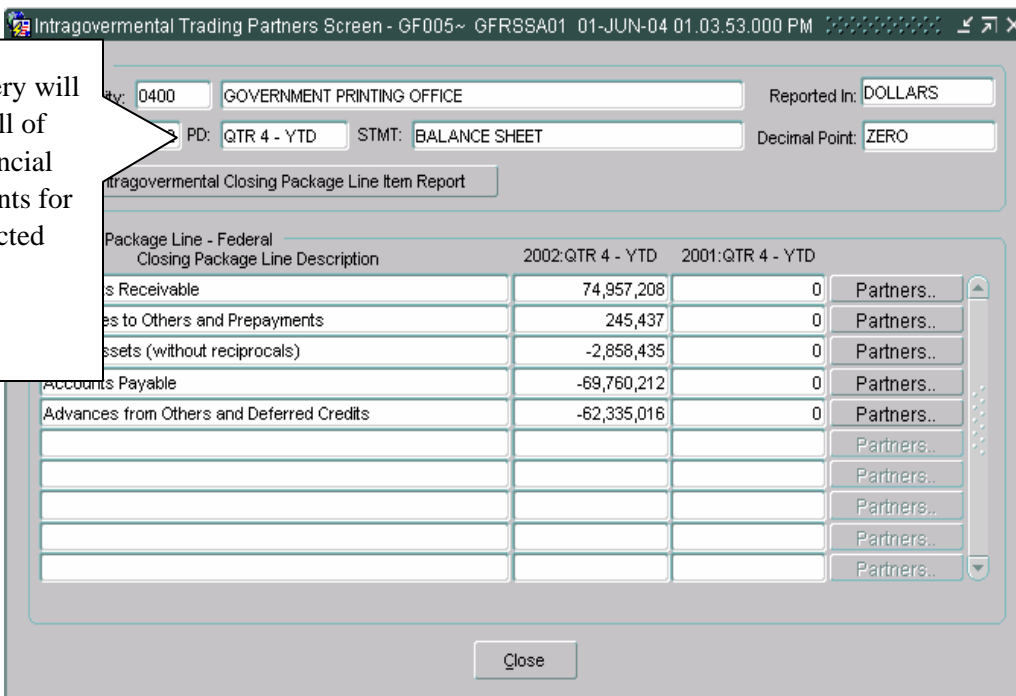 Intragovermental Trading Partners Screen - GF005~ GFRSSA01 01-JUN-04 01.03.53.000 PM
ery will
ll of
ncial
nts for
cted
0400 GOVERNMENT PRINTING OFFICE Reported In: DOLLARS
PD: QTR 4 - YTD STMT: BALANCE SHEET Decimal Point: ZERO
ntragovermental Closing Package Line Item Report
Package Line - Federal
Closing Package Line Description 2002:QTR 4 - YTD 2001:QTR 4 - YTD
s Receivable 74,957,208 0 Partners..
es to Others and Prepayments 245,437 0 Partners..
ssets (without reciprocals) -2,858,435 0 Partners..
Accounts Payable -69,760,212 0 Partners..
Advances from Others and Deferred Credits -62,335,016 0 Partners..
Partners..
Partners..
Partners..
Partners..
Partners..
Close